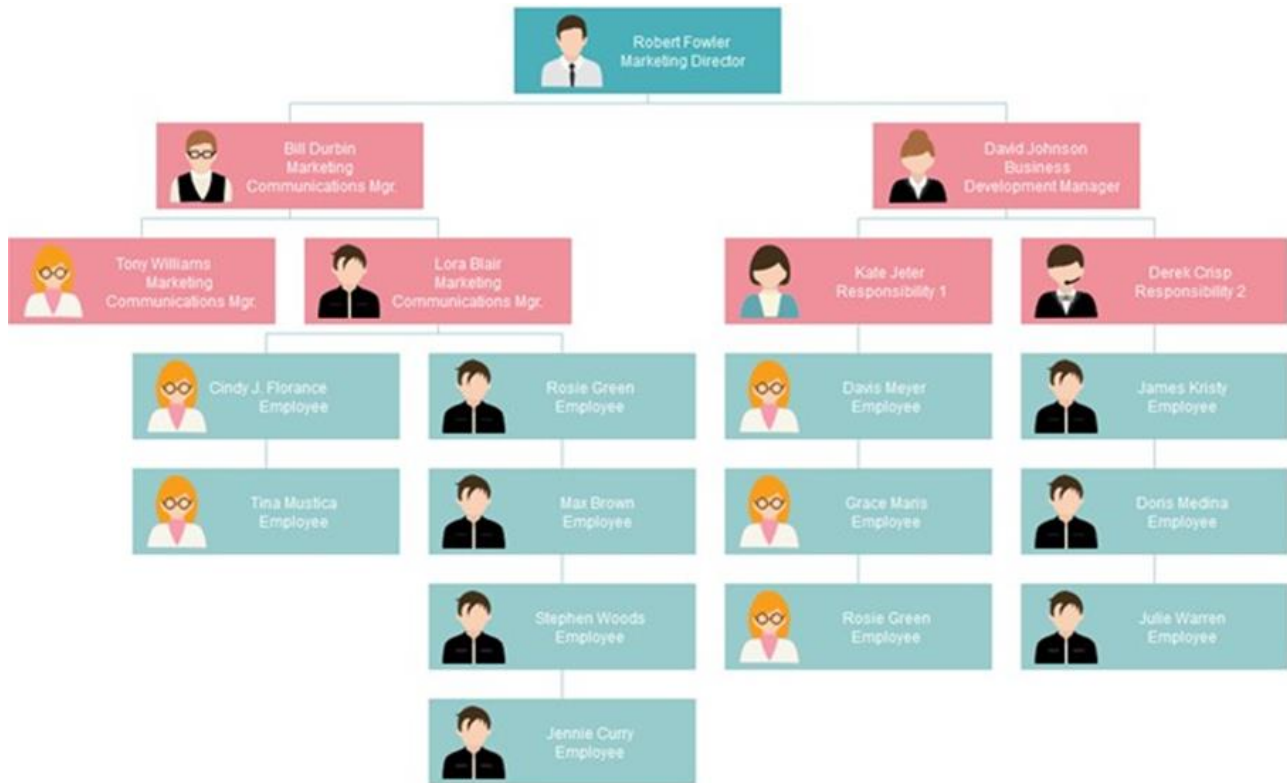 Robert Fowler
Marketing Director
Bill Durbin
Marketing
Communications Mgr.
David Johnson
Business
Development Manager
Tony Williams
Marketing
Communications Mgr.
Lora Blair
Marketing
Communications Mgr.
Kate Jeter
Responsibility 1
Derek Crisp
Responsibility 2
Cindy J. Florance
Employee
Rosie Green
Employee
Davis Meyer
Employee
James Kristy
Employee
Tina Mustica
Employee
Max Brown
Employee
Grace Maris
Employee
Doris Medina
Employee
Stephen Woods
Employee
Rosie Green
Employee
Julie Warren
Employee
Jennie Curry
Employee